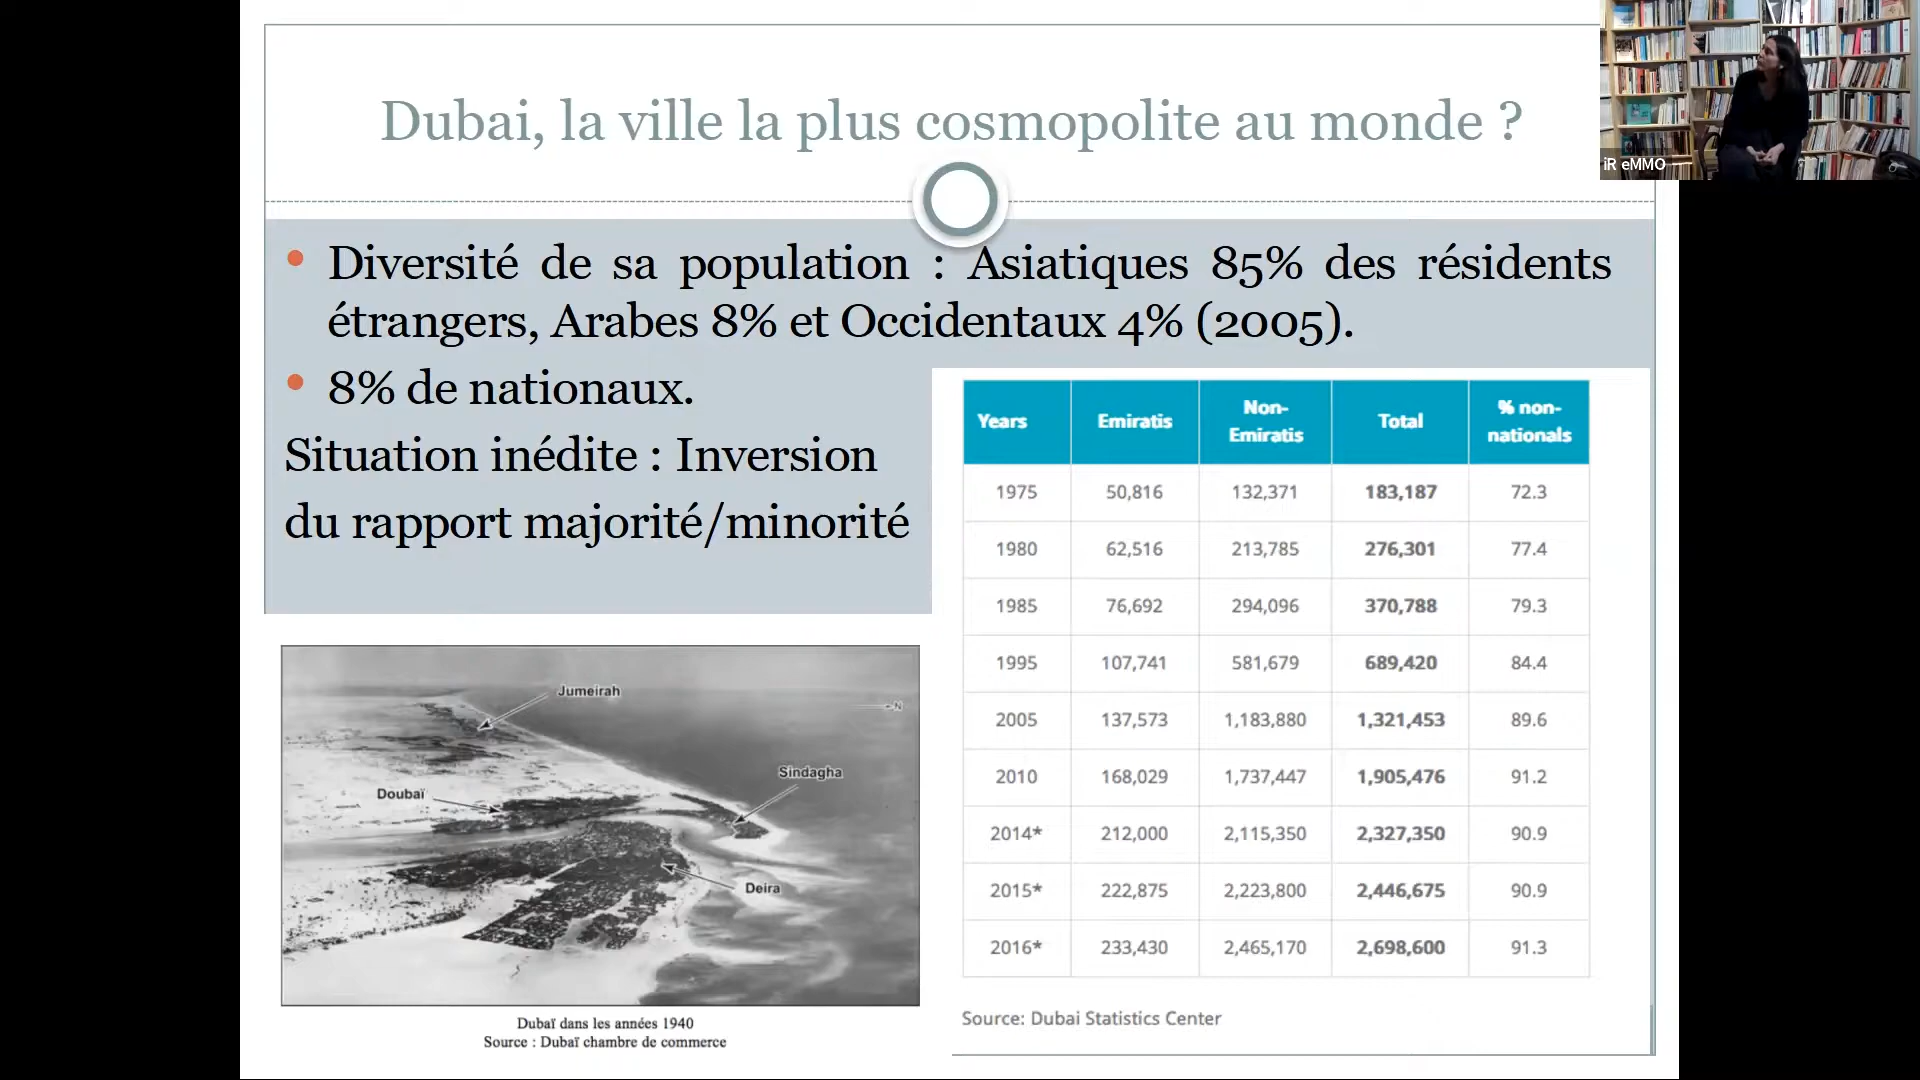 Dubai, la ville la plus cosmopolite au monde ?
iR eMMO
Diversité de sa population : Asiatiques 85% des résidents
étrangers, Arabes 8% et Occidentaux 4% (2005).
8% de nationaux.
Situation inédite : Inversion
du rapport majorité/minorité
Years Emiratis Non-Emiratis Total % non-nationals
1975 50,816 132,371 183,187 72.3
1980 62,516 213,785 276,301 77.4
1985 76,692 294,096 370,788 79.3
1995 107,741 581,679 689,420 84.4
2005 137,573 1,183,880 1,321,453 89.6
2010 168,029 1,737,447 1,905,476 91.2
2014* 212,000 2,115,350 2,327,350 90.9
2015* 222,875 2,223,800 2,446,675 90.9
2016* 233,430 2,465,170 2,698,600 91.3
Source: Dubai Statistics Center
Jumeirah
N
Sindagha
Doubaï
Deira
Dubaï dans les années 1940
Source : Dubaï chambre de commerce